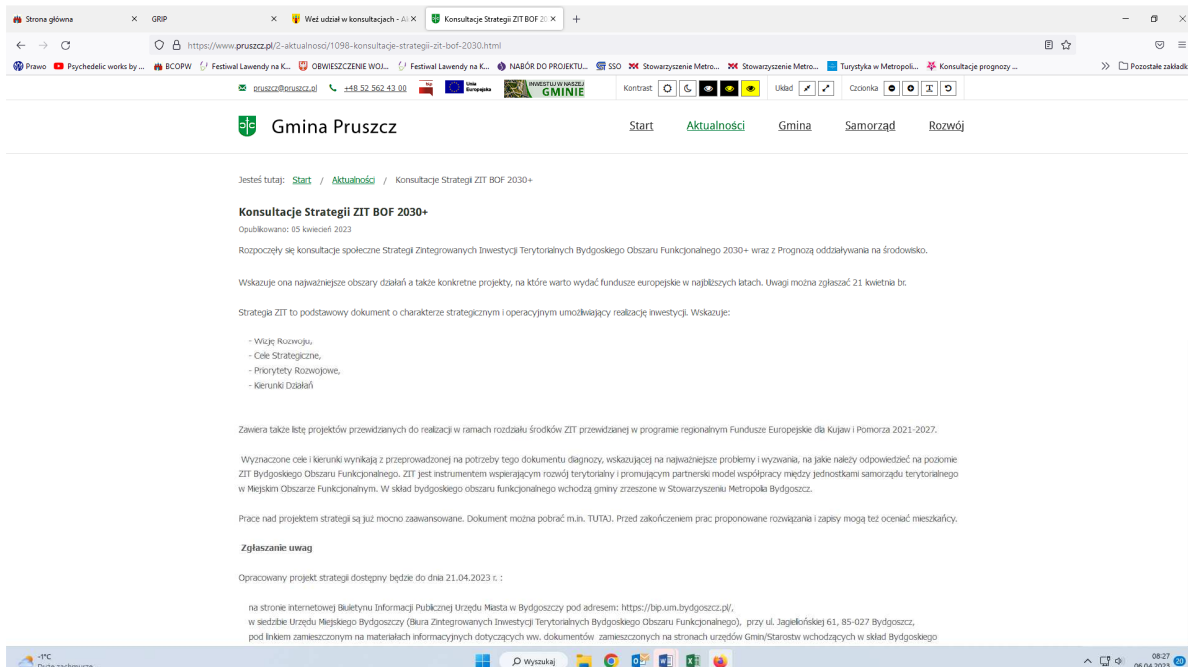 Strona główna
GRIP
Weź udział w konsultacjach - Ak
Konsultacje Strategii ZIT BOF 20
https://www.pruszcz.pl/2-aktualnosci/1098-konsultacje-strategii-zit-bof-2030.html
Prawo
Psychedelic works by ...
BCOPW
Festiwal Lawendy na K...
OBWIESZCZENIE WOJ...
Festiwal Lawendy na K...
NABÓR DO PROJEKTU...
SSO
Stowarzyszenie Metro...
Stowarzyszenie Metro...
Turystyka w Metropoli...
Konsultacje prognozy ...
Pozostałe zakładki
pruszcz@pruszcz.pl
+48 52 562 43 00
bip
Unia Europejska
INWESTUJ W NASZEJ
GMINIE
Kontrast
Układ
Czcionka
Gmina Pruszcz
Start
Aktualności
Gmina
Samorząd
Rozwój
Jesteś tutaj: Start / Aktualności / Konsultacje Strategii ZIT BOF 2030+
Konsultacje Strategii ZIT BOF 2030+
Opublikowano: 05 kwiecień 2023
Rozpoczęły się konsultacje społeczne Strategii Zintegrowanych Inwestycji Terytorialnych Bydgoskiego Obszaru Funkcjonalnego 2030+ wraz z Prognozą oddziaływania na środowisko.
Wskazuje ona najważniejsze obszary działań a także konkretne projekty, na które warto wydać fundusze europejskie w najbliższych latach. Uwagi można zgłaszać 21 kwietnia br.
Strategia ZIT to podstawowy dokument o charakterze strategicznym i operacyjnym umożliwiający realizację inwestycji. Wskazuje:
- Wizję Rozwoju,
- Cele Strategiczne,
- Priorytety Rozwojowe,
- Kierunki Działań
Zawiera także listę projektów przewidzianych do realizacji w ramach rozdziału środków ZIT przewidzianej w programie regionalnym Fundusze Europejskie dla Kujaw i Pomorza 2021-2027.
Wyznaczone cele i kierunki wynikają z przeprowadzonej na potrzeby tego dokumentu diagnozy, wskazującej na najważniejsze problemy i wyzwania, na jakie należy odpowiedzieć na poziomie
ZIT Bydgoskiego Obszaru Funkcjonalnego. ZIT jest instrumentem wspierającym rozwój terytorialny i promującym partnerski model współpracy między jednostkami samorządu terytorialnego
w Miejskim Obszarze Funkcjonalnym. W skład bydgoskiego obszaru funkcjonalnego wchodzą gminy zrzeszone w Stowarzyszeniu Metropolia Bydgoszcz.
Prace nad projektem strategii są już mocno zaawansowane. Dokument można pobrać m.in. TUTAJ. Przed zakończeniem prac proponowane rozwiązania i zapisy mogą też oceniać mieszkańcy.
Zgłaszanie uwag
Opracowany projekt strategii dostępny będzie do dnia 21.04.2023 r. :
na stronie internetowej Biuletynu Informacji Publicznej Urzędu Miasta w Bydgoszczy pod adresem: https://bip.um.bydgoszcz.pl/,
w siedzibie Urzędu Miejskiego Bydgoszczy (Biura Zintegrowanych Inwestycji Terytorialnych Bydgoskiego Obszaru Funkcjonalnego), przy ul. Jagiellońskiej 61, 85-027 Bydgoszcz,
pod linkiem zamieszczonym na materiałach informacyjnych dotyczących ww. dokumentów zamieszczonych na stronach urzędów Gmin/Starostw wchodzących w skład Bydgoskiego
-1°C
Duże zachmurze
Wyszukaj
08:27
06.04.2023
20